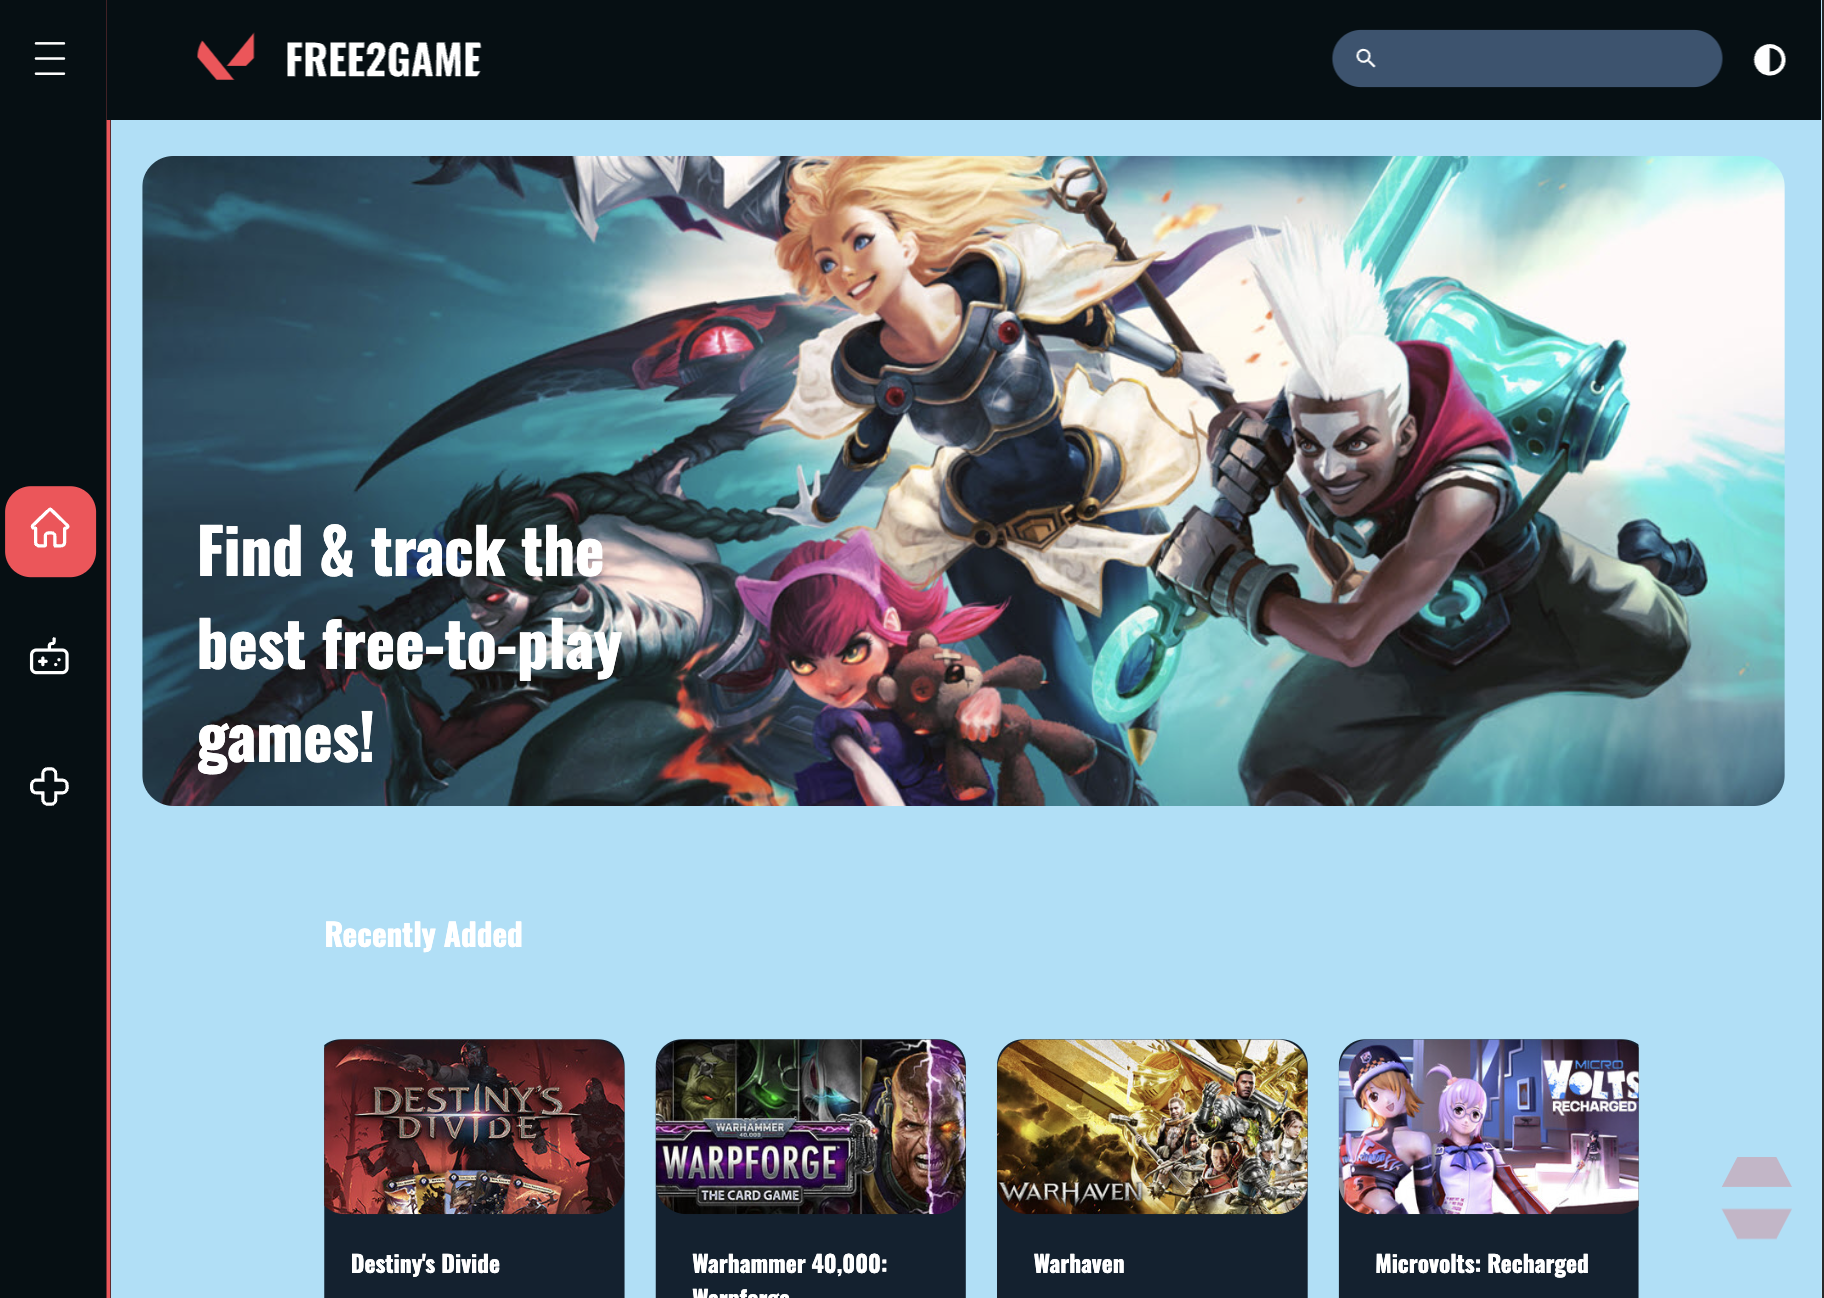 FREE2GAME
Find & track the
best free-to-play
games!
Recently Added
DESTINY'S
DIVIDE
WARHAMMER
40,000
WARPFORGE
THE CARD GAME
WARHAVEN
MICRO
VOLTS
RECHARGED
Destiny's Divide
Warhammer 40,000:
Warpforge
Warhaven
Microvolts: Recharged